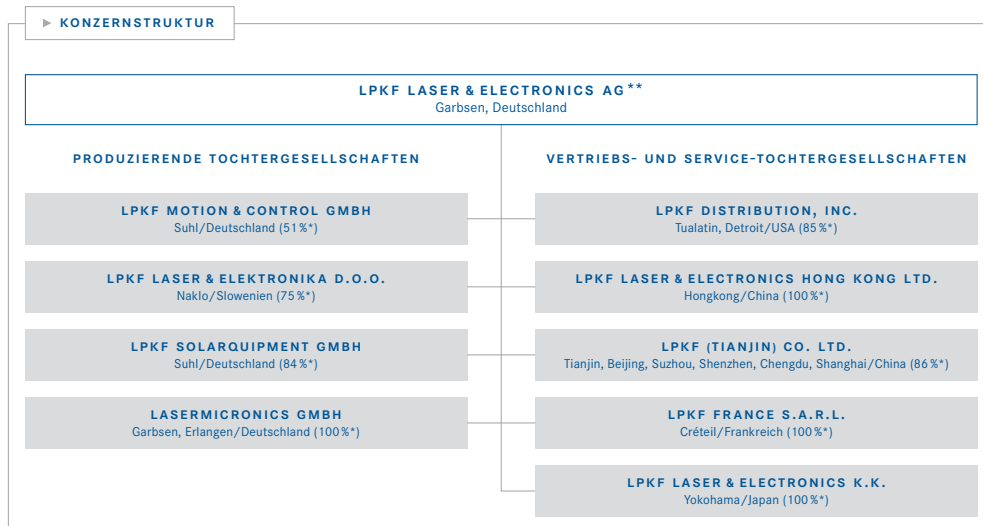 ▶ KONZERNSTRUKTUR
LPKF LASER & ELECTRONICS AG**
Garbsen, Deutschland
PRODUZIERENDE TOCHTERGESELLSCHAFTEN
LPKF MOTION & CONTROL GMBH
Suhl/Deutschland (51 %*)
LPKF LASER & ELEKTRONIKA D.O.O.
Naklo/Slowenien (75 %*)
LPKF SOLARQUIPMENT GMBH
Suhl/Deutschland (84 %*)
LASERMICRONICS GMBH
Garbsen, Erlangen/Deutschland (100 %*)
VERTRIEBS- UND SERVICE-TOCHTERGESELLSCHAFTEN
LPKF DISTRIBUTION, INC.
Tualatin, Detroit/USA (85 %*)
LPKF LASER & ELECTRONICS HONG KONG LTD.
Hongkong/China (100 %*)
LPKF (TIANJIN) CO. LTD.
Tianjin, Beijing, Suzhou, Shenzhen, Chengdu, Shanghai/China (86 %*)
LPKF FRANCE S.A.R.L.
Créteil/Frankreich (100 %*)
LPKF LASER & ELECTRONICS K.K.
Yokohama/Japan (100 %*)